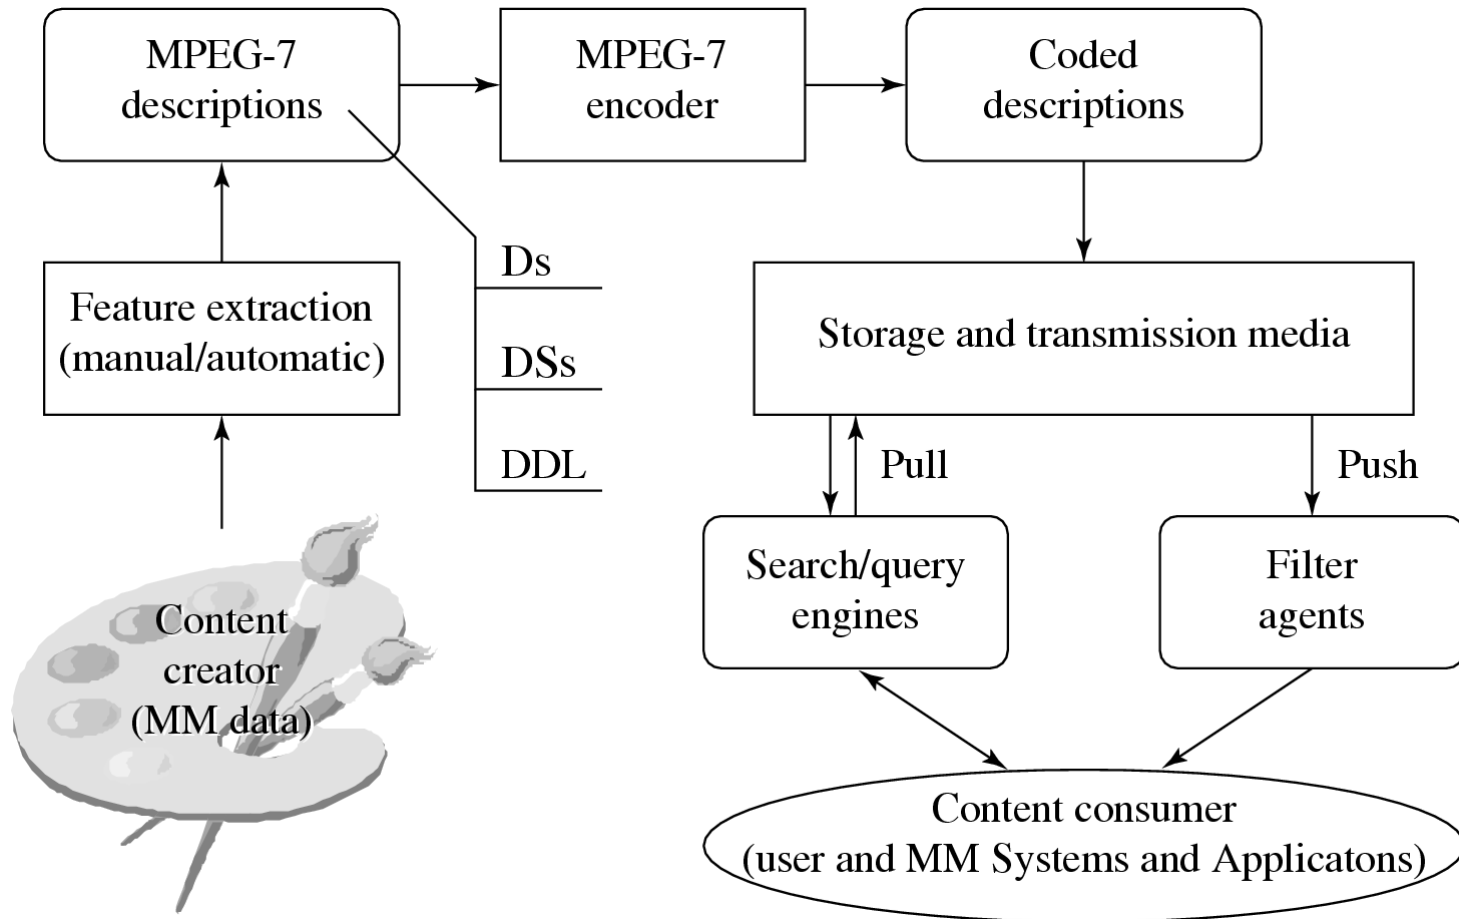 MPEG-7
descriptions
MPEG-7
encoder
Coded
descriptions
Ds
DSs
DDL
Feature extraction
(manual/automatic)
Content
creator
(MM data)
Storage and transmission media
Pull
Push
Search/query
engines
Filter
agents
Content consumer
(user and MM Systems and Applicatons)